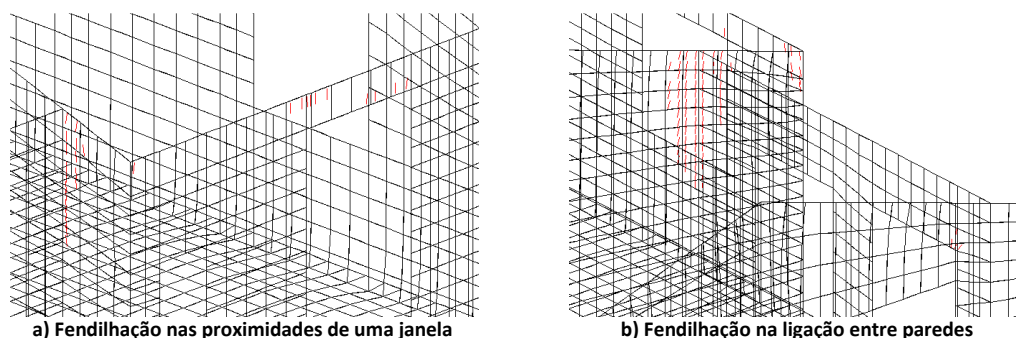 a) Fendilhação nas proximidades de uma janela
b) Fendilhação na ligação entre paredes